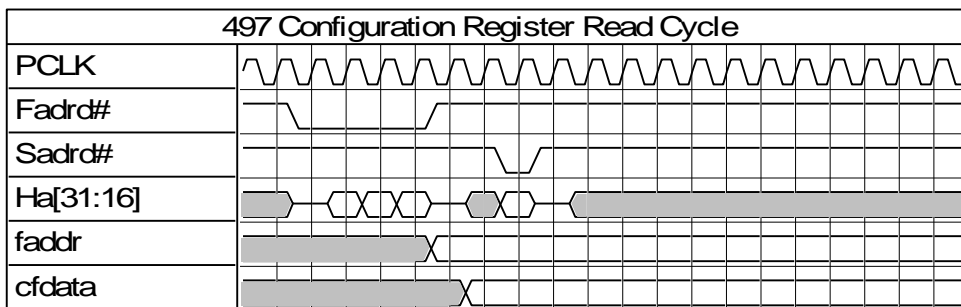 497 Configuration Register Read Cycle
PCLK
Fadrd#
Sadrd#
Ha[31:16]
faddr
cfdata